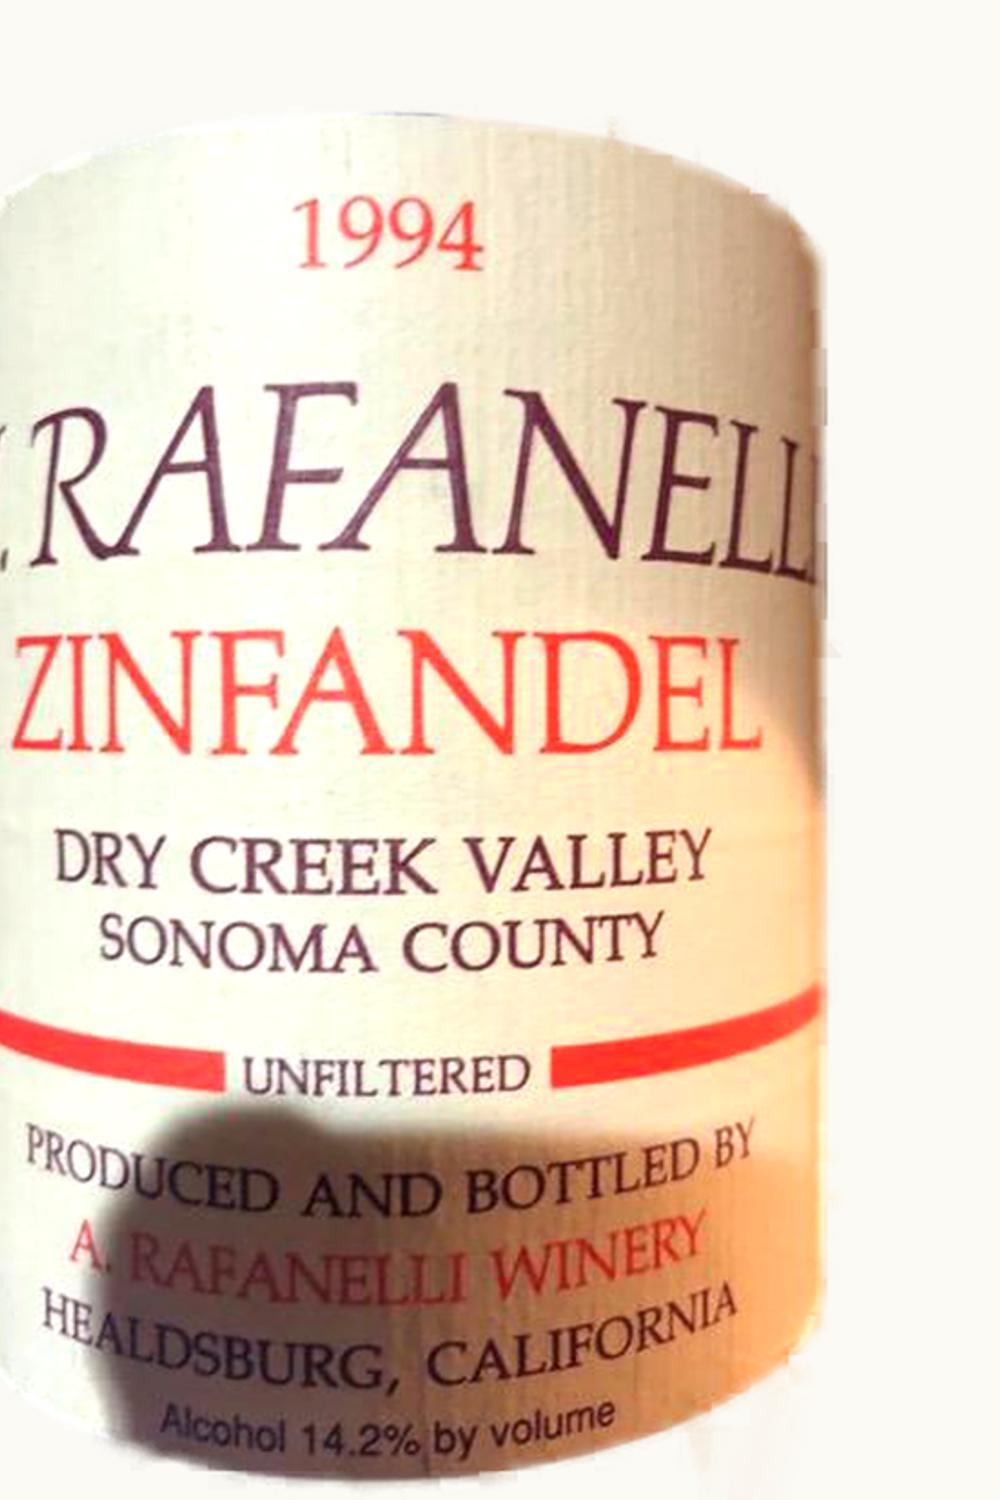 1994
A. RAFANELLI
ZINFANDEL
DRY CREEK VALLEY
SONOMA COUNTY
UNFILTERED
PRODUCED AND BOTTLED BY
A. RAFANELLI WINERY
HEALDSBURG, CALIFORNIA
Alcohol 14.2% by volume